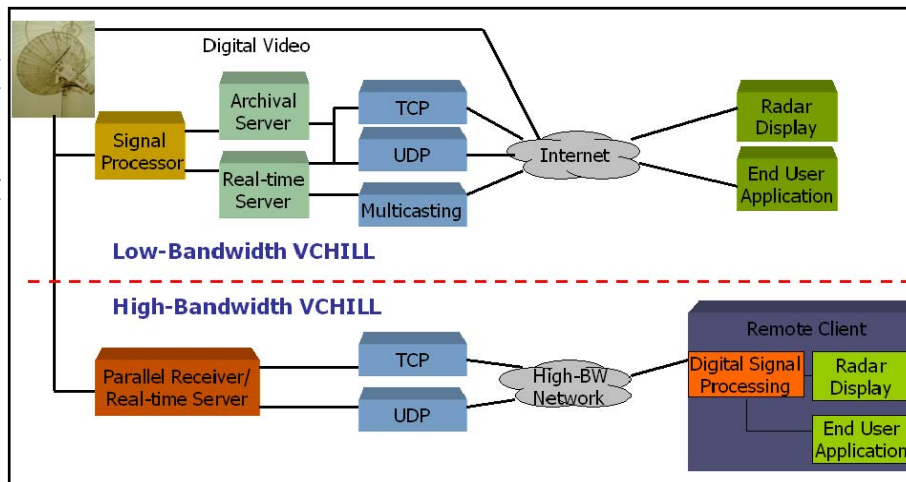 Digital Video
Archival
Server
TCP
Radar
Display
Signal
Processor
UDP
Internet
Real-time
Server
End User
Application
Multicasting
Low-Bandwidth VCHILL
High-Bandwidth VCHILL
Remote Client
TCP
Parallel Receiver/
Real-time Server
High-BW
Network
Digital Signal
Processing
Radar
Display
UDP
End User
Application